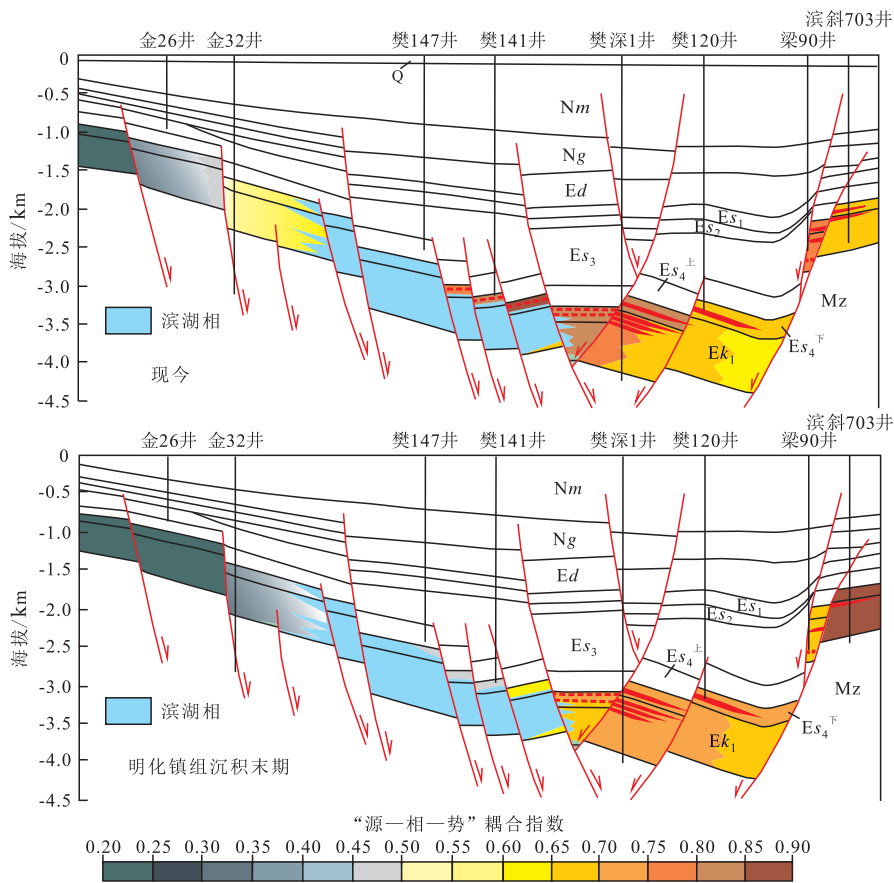 滨斜703井
金26井 金32井 樊147井 樊141井 樊深1井 樊120井 梁90井
0
Q
-0.5
Nm
-1.0
Ng
-1.5
Ed
-2.0
Es₁
Es₂
海拔/km
-2.5
Es₃
Es₄上
-3.0
Mz
滨湖相
-3.5
Es₄下
Ek₁
-4.0
现今
-4.5
滨斜703井
金26井 金32井 樊147井 樊141井 樊深1井 樊120井 梁90井
0
Nm
-0.5
-1.0
Ng
-1.5
Ed
-2.0
Es₁
Es₂
海拔/km
-2.5
Es₃
Es₄上
-3.0
Mz
滨湖相
-3.5
Es₄下
Ek₁
-4.0
明化镇组沉积末期
-4.5
“源—相—势”耦合指数
0.20 0.25 0.30 0.35 0.40 0.45 0.50 0.55 0.60 0.65 0.70 0.75 0.80 0.85 0.90